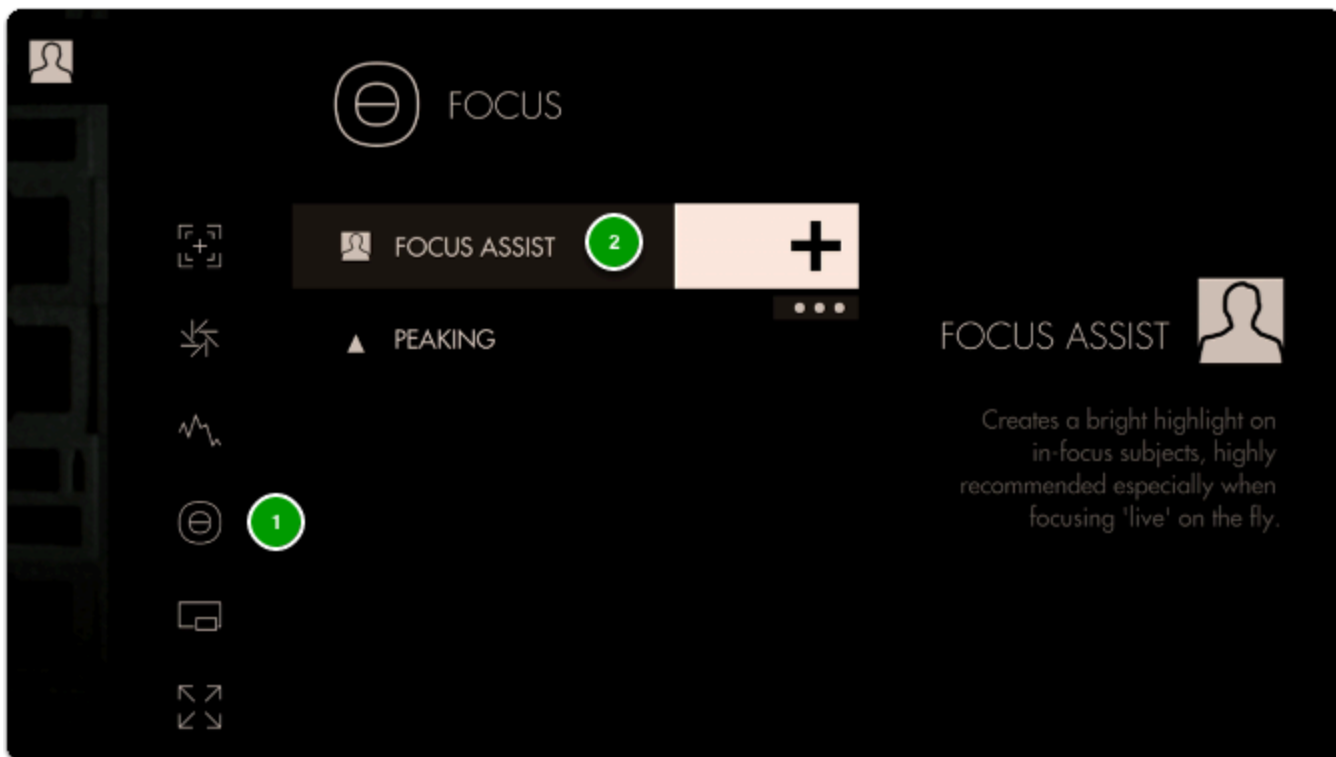 FOCUS
FOCUS ASSIST
2
PEAKING
1
FOCUS ASSIST
Creates a bright highlight on
in-focus subjects, highly
recommended especially when
focusing 'live' on the fly.